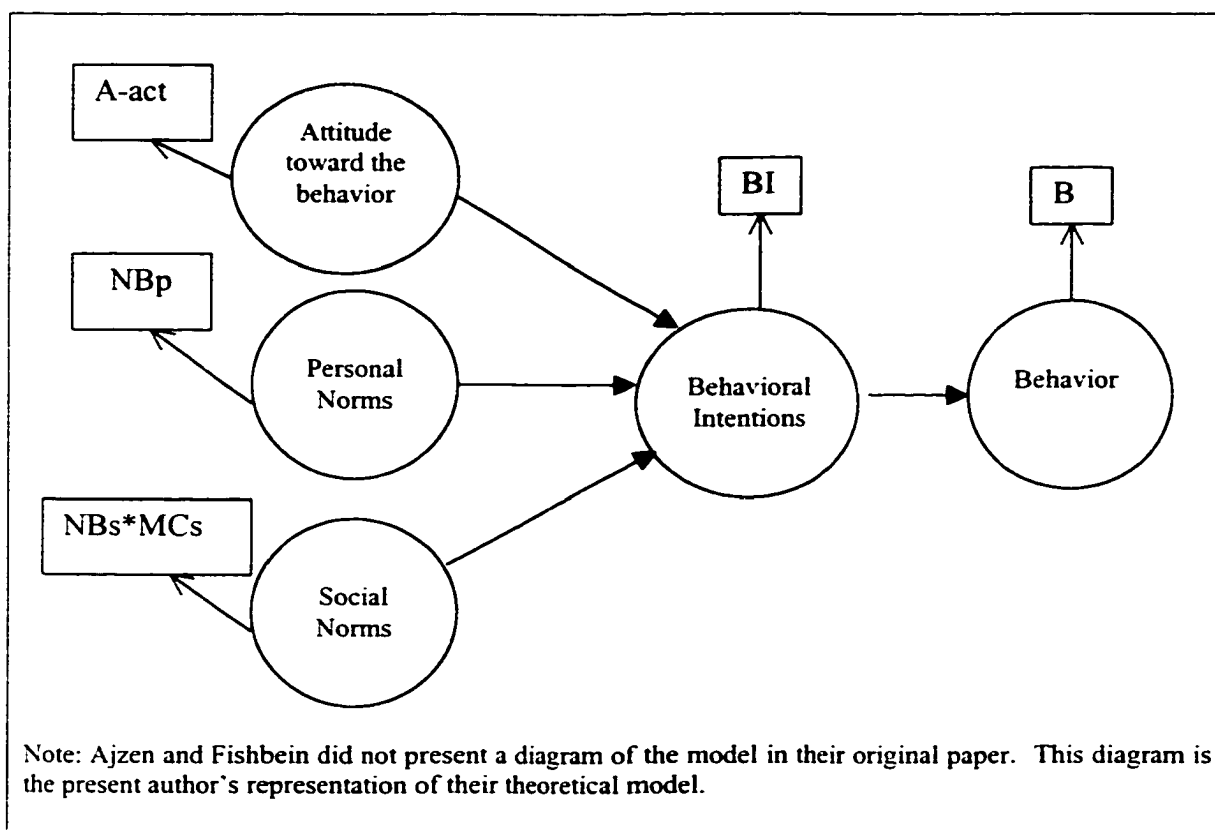 A-act
Attitude
toward the
behavior
BI
B
NBp
Personal
Norms
Behavioral
Intentions
Behavior
NBs*MCs
Social
Norms
Note: Ajzen and Fishbein did not present a diagram of the model in their original paper. This diagram is
the present author's representation of their theoretical model.